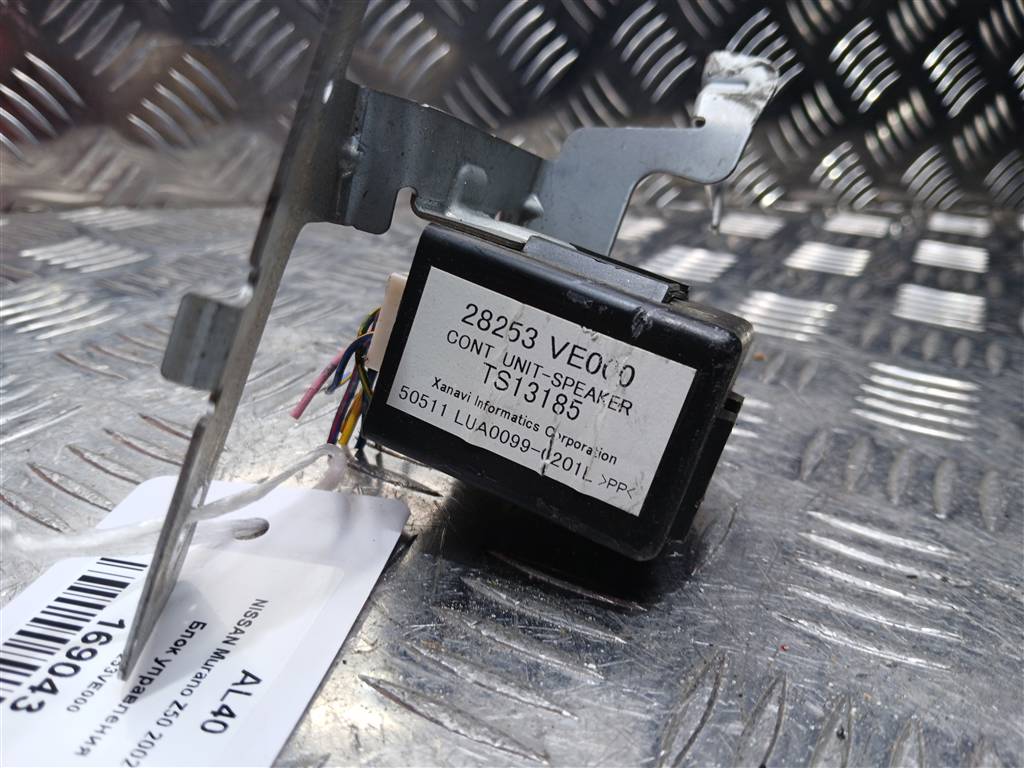 28253 VE000
CONT UNIT-SPEAKER
TS13185
Xanavi Informatics Corporation
50511 LUA0099-0201L >PP<
AL40
NISSAN Murano Z50 2002
Блок управления
53VE000
169043